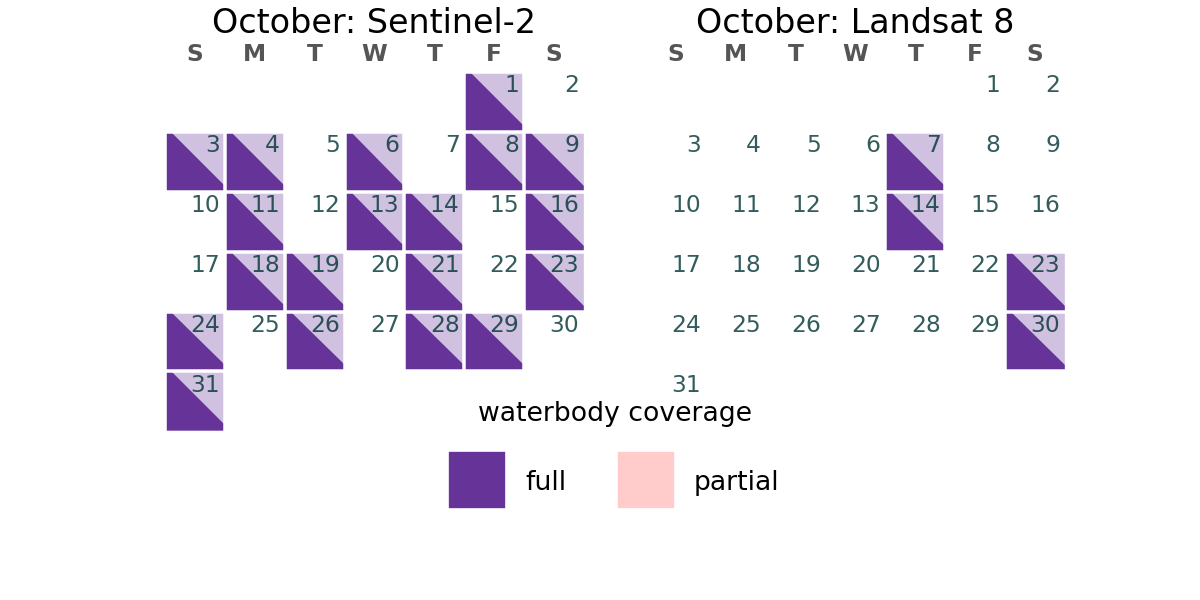 October: Sentinel-2
S M T W T F S
1 2
3 4 5 6 7 8 9
10 11 12 13 14 15 16
17 18 19 20 21 22 23
24 25 26 27 28 29 30
31
October: Landsat 8
S M T W T F S
1 2
3 4 5 6 7 8 9
10 11 12 13 14 15 16
17 18 19 20 21 22 23
24 25 26 27 28 29 30
31
waterbody coverage
full partial